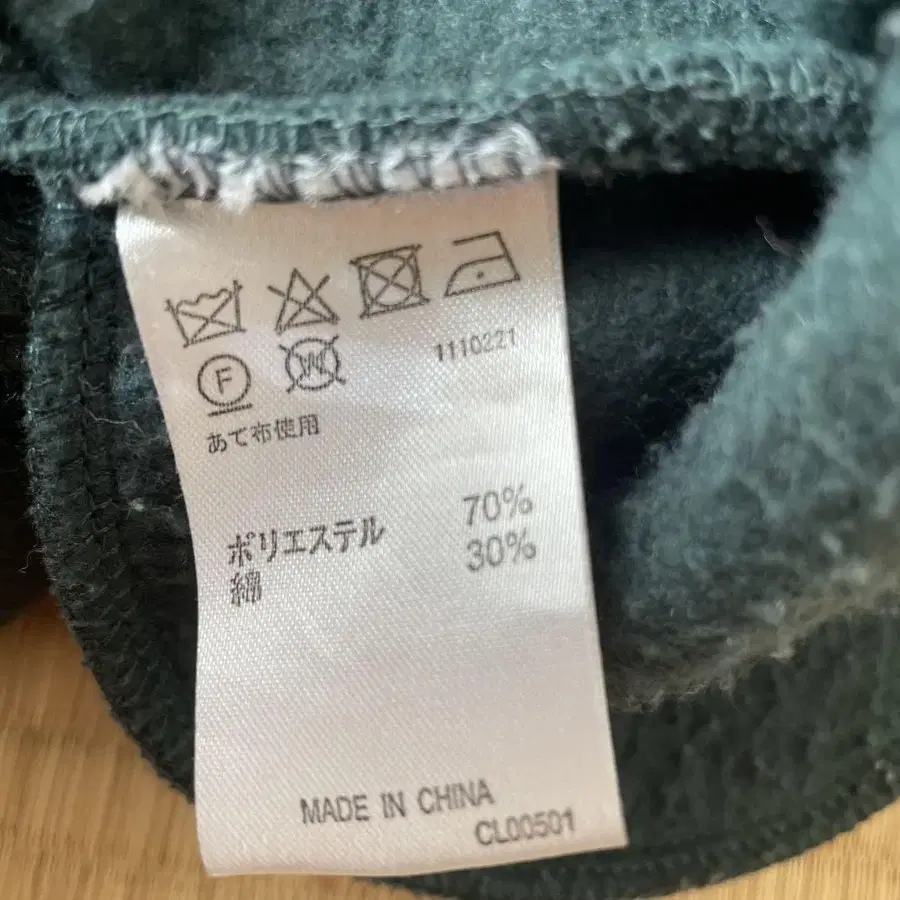 1110221
F W
あて布使用
ポリエステル 70%
綿 30%
MADE IN CHINA
CL00501